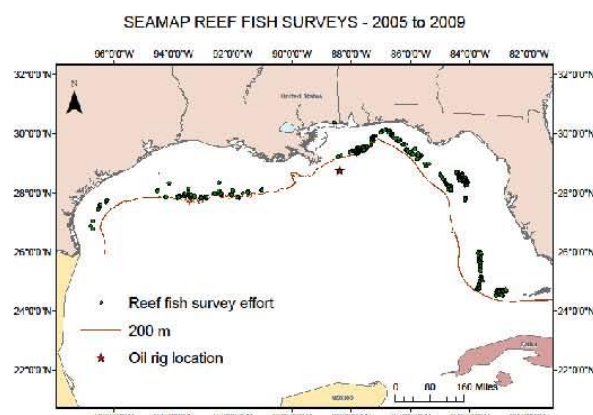 SEAMAP REEF FISH SURVEYS - 2005 to 2009
96°0'0"W 94°0'0"W 92°0'0"W 90°0'0"W 88°0'0"W 86°0'0"W 84°0'0"W 82°0'0"W
32°0'0"N 32°0'0"N
N
United States
30°0'0"N 30°0'0"N
28°0'0"N 28°0'0"N
26°0'0"N 26°0'0"N
24°0'0"N 24°0'0"N
22°0'0"N 22°0'0"N
Reef fish survey effort
200 m
Oil rig location
Cuba
0 80 160 Miles